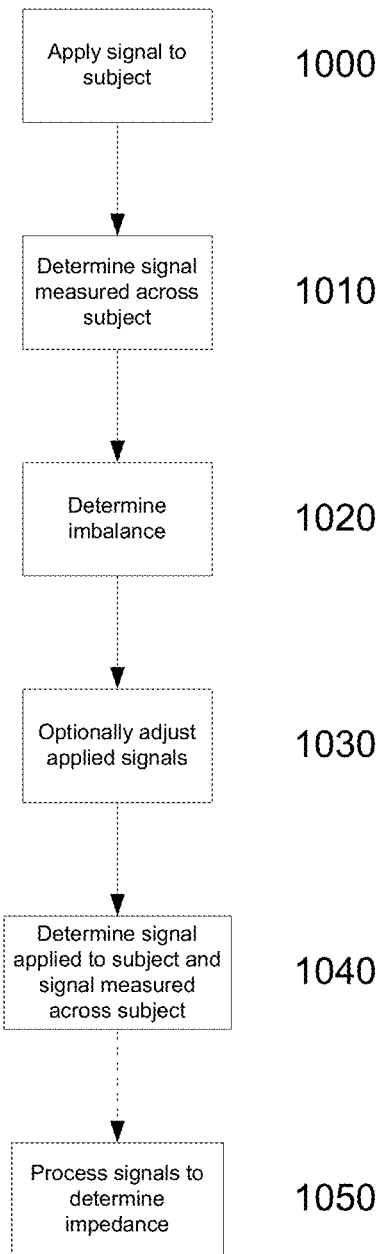 Apply signal to
subject
1000
Determine signal
measured across
subject
1010
Determine
imbalance
1020
Optionally adjust
applied signals
1030
Determine signal
applied to subject and
signal measured
across subject
1040
Process signals to
determine
impedance
1050